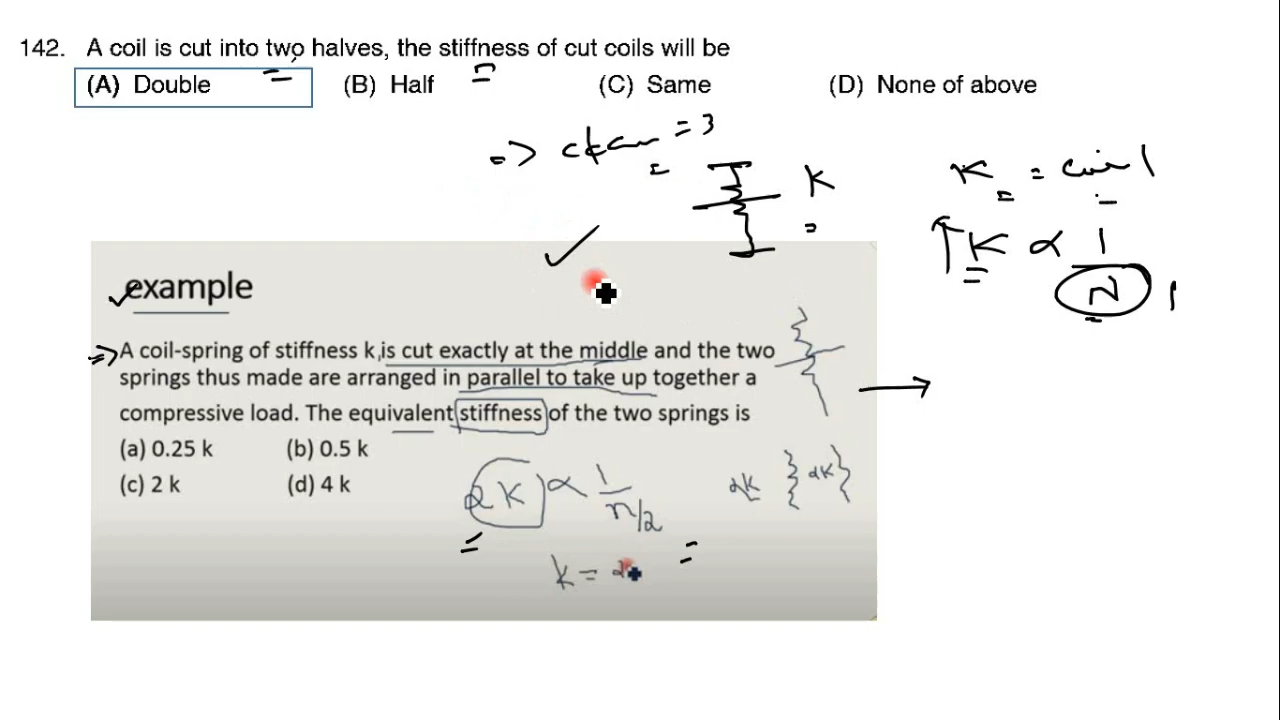 142. A coil is cut into two halves, the stiffness of cut coils will be
(A) Double (B) Half (C) Same (D) None of above
= 3
K
K = coil
K ∝ 1/N
example
A coil-spring of stiffness k,is cut exactly at the middle and the two
springs thus made are arranged in parallel to take up together a
compressive load. The equivalent stiffness of the two springs is
(a) 0.25 k (b) 0.5 k
(c) 2 k (d) 4 k
2K ∝ 1/n/2
2K 2K
k =